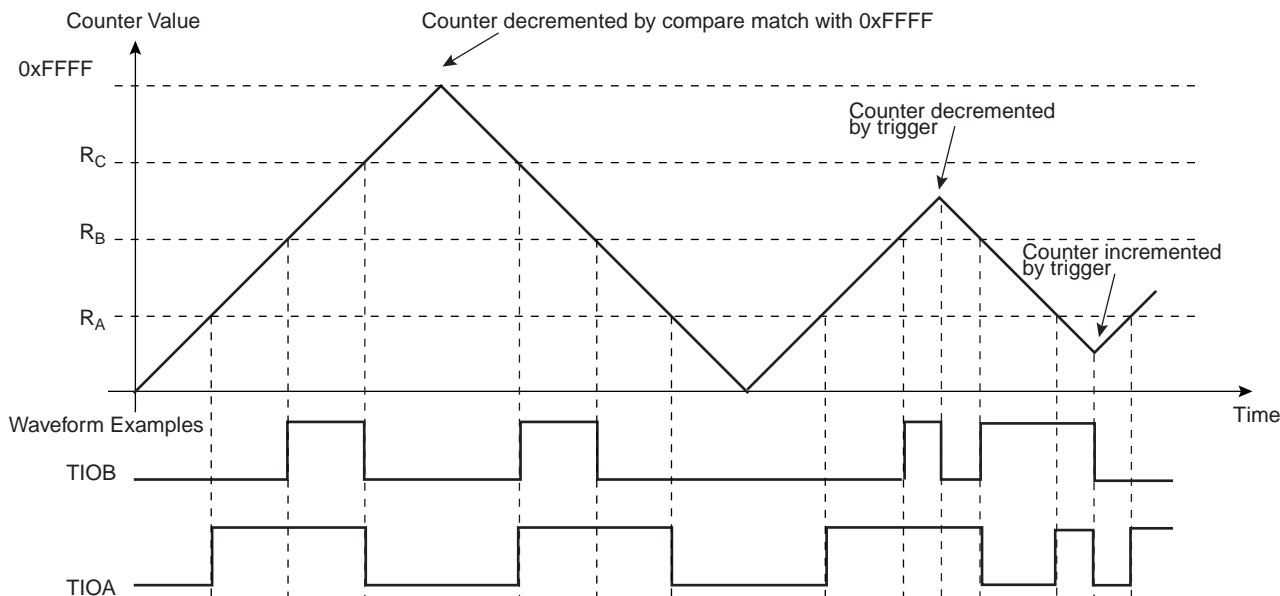 Counter Value
Counter decremented by compare match with 0xFFFF
0xFFFF
Counter decremented
by trigger
RC
RB
Counter incremented
by trigger
RA
Time
Waveform Examples
TIOB
TIOA